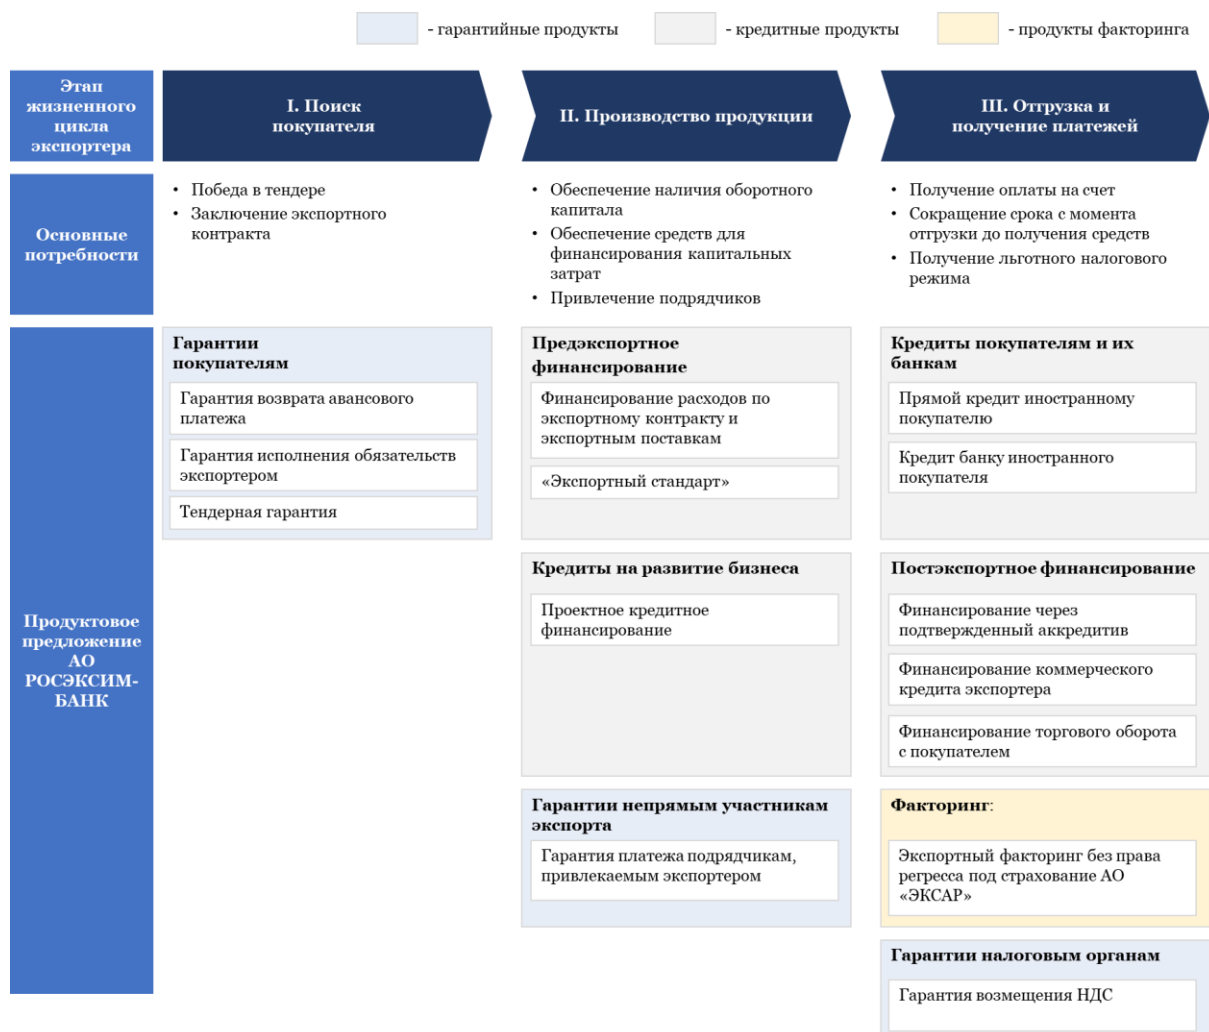 - гарантийные продукты
- кредитные продукты
- продукты факторинга
Этап
жизненного
цикла
экспортера
I. Поиск
покупателя
II. Производство продукции
III. Отгрузка и
получение платежей
Основные
потребности
• Победа в тендере
• Заключение экспортного
контракта
• Обеспечение наличия оборотного
капитала
• Обеспечение средств для
финансирования капитальных
затрат
• Привлечение подрядчиков
• Получение оплаты на счет
• Сокращение срока с момента
отгрузки до получения средств
• Получение льготного налогового
режима
Продуктовое
предложение
АО
РОСЭКСИМ-
БАНК
Гарантии
покупателям
Гарантия возврата авансового
платежа
Гарантия исполнения обязательств
экспортером
Тендерная гарантия
Предэкспортное
финансирование
Финансирование расходов по
экспортному контракту и
экспортным поставкам
«Экспортный стандарт»
Кредиты на развитие бизнеса
Проектное кредитное
финансирование
Гарантии непрямым участникам
экспорта
Гарантия платежа подрядчикам,
привлекаемым экспортером
Кредиты покупателям и их
банкам
Прямой кредит иностранному
покупателю
Кредит банку иностранного
покупателя
Постэкспортное финансирование
Финансирование через
подтвержденный аккредитив
Финансирование коммерческого
кредита экспортера
Финансирование торгового оборота
с покупателем
Факторинг:
Экспортный факторинг без права
регресса под страхование АО
«ЭКСАР»
Гарантии налоговым органам
Гарантия возмещения НДС